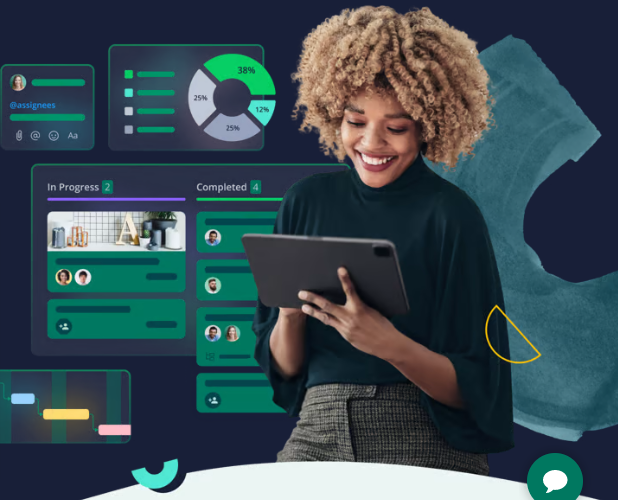 38%
25%
12%
25%
@assignees
@ Aa
In Progress 2
Completed 4
A